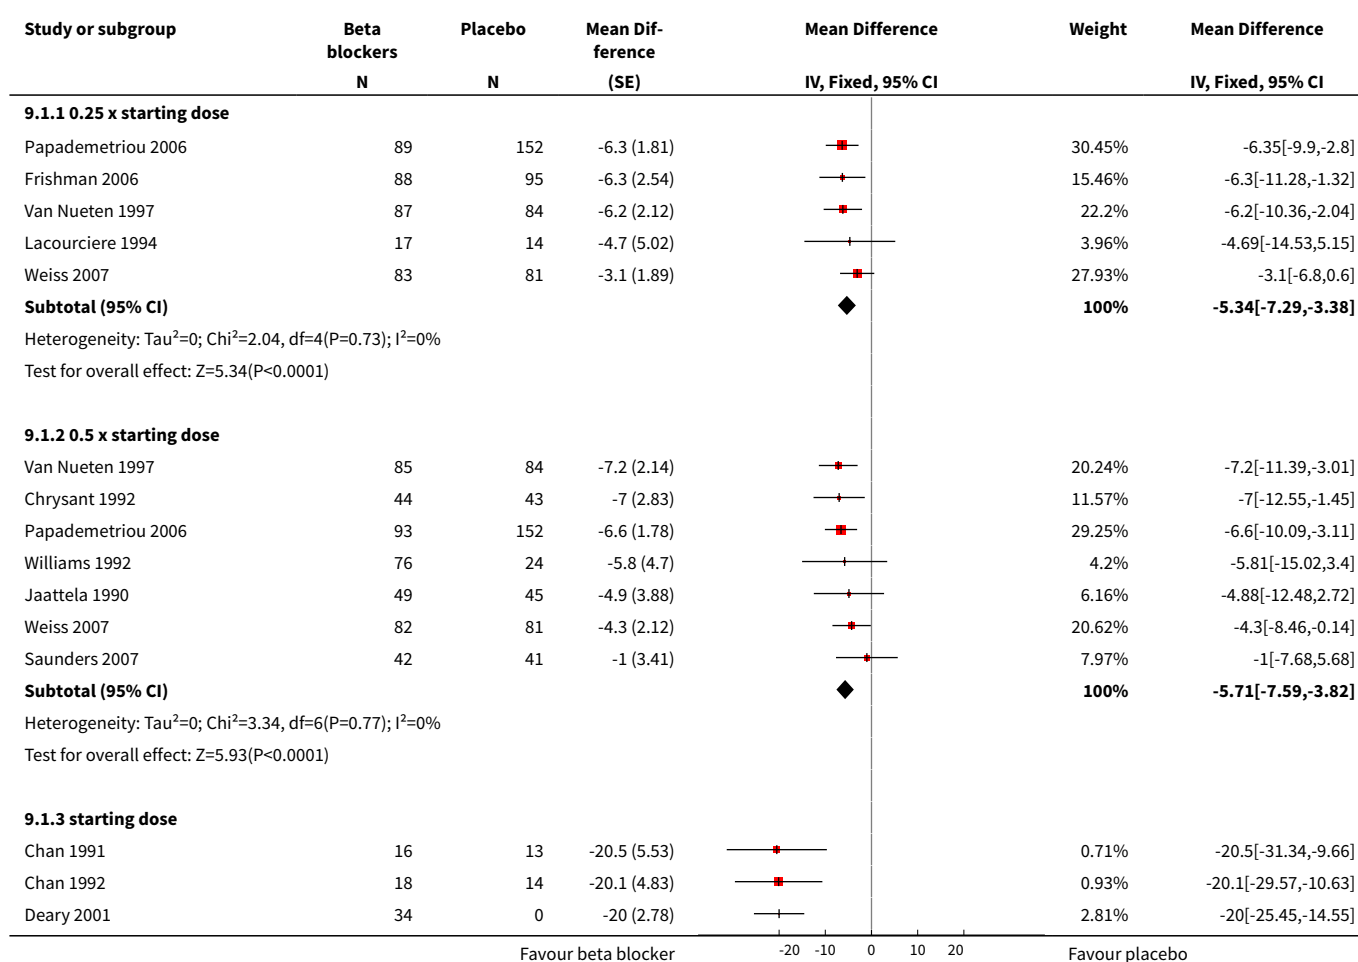 Study or subgroup Beta blockers Placebo Mean Dif-ference Mean Difference Weight Mean Difference
N N (SE) IV, Fixed, 95% CI IV, Fixed, 95% CI
9.1.1 0.25 x starting dose
Papademetriou 2006 89 152 -6.3 (1.81) 30.45% -6.35[-9.9,-2.8]
Frishman 2006 88 95 -6.3 (2.54) 15.46% -6.3[-11.28,-1.32]
Van Nueten 1997 87 84 -6.2 (2.12) 22.2% -6.2[-10.36,-2.04]
Lacourciere 1994 17 14 -4.7 (5.02) 3.96% -4.69[-14.53,5.15]
Weiss 2007 83 81 -3.1 (1.89) 27.93% -3.1[-6.8,0.6]
Subtotal (95% CI) 100% -5.34[-7.29,-3.38]
Heterogeneity: Tau²=0; Chi²=2.04, df=4(P=0.73); I²=0%
Test for overall effect: Z=5.34(P<0.0001)
9.1.2 0.5 x starting dose
Van Nueten 1997 85 84 -7.2 (2.14) 20.24% -7.2[-11.39,-3.01]
Chrysant 1992 44 43 -7 (2.83) 11.57% -7[-12.55,-1.45]
Papademetriou 2006 93 152 -6.6 (1.78) 29.25% -6.6[-10.09,-3.11]
Williams 1992 76 24 -5.8 (4.7) 4.2% -5.81[-15.02,3.4]
Jaattela 1990 49 45 -4.9 (3.88) 6.16% -4.88[-12.48,2.72]
Weiss 2007 82 81 -4.3 (2.12) 20.62% -4.3[-8.46,-0.14]
Saunders 2007 42 41 -1 (3.41) 7.97% -1[-7.68,5.68]
Subtotal (95% CI) 100% -5.71[-7.59,-3.82]
Heterogeneity: Tau²=0; Chi²=3.34, df=6(P=0.77); I²=0%
Test for overall effect: Z=5.93(P<0.0001)
9.1.3 starting dose
Chan 1991 16 13 -20.5 (5.53) 0.71% -20.5[-31.34,-9.66]
Chan 1992 18 14 -20.1 (4.83) 0.93% -20.1[-29.57,-10.63]
Deary 2001 34 0 -20 (2.78) 2.81% -20[-25.45,-14.55]
Favour beta blocker -20 -10 0 10 20 Favour placebo